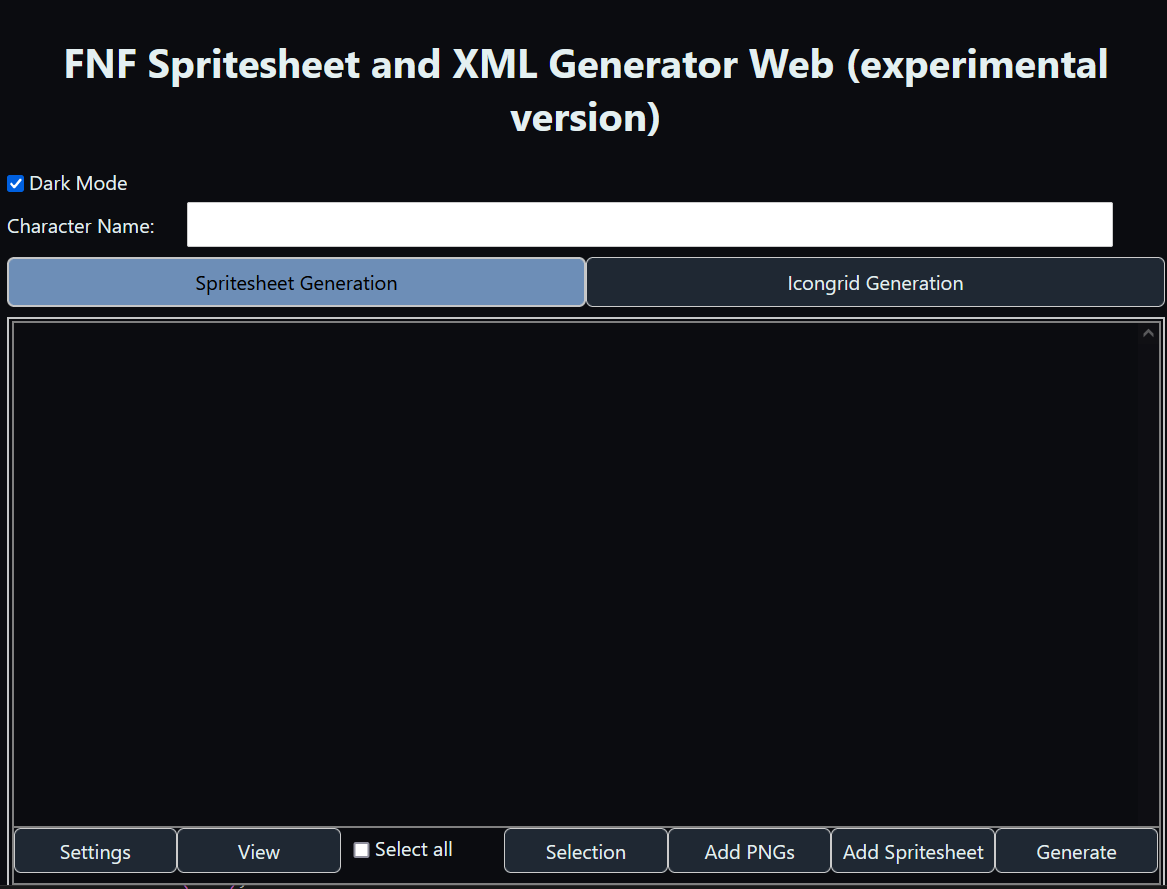 FNF Spritesheet and XML Generator Web (experimental
version)
Dark Mode
Character Name:
Spritesheet Generation
Icongrid Generation
Settings
View
Select all
Selection
Add PNGs
Add Spritesheet
Generate